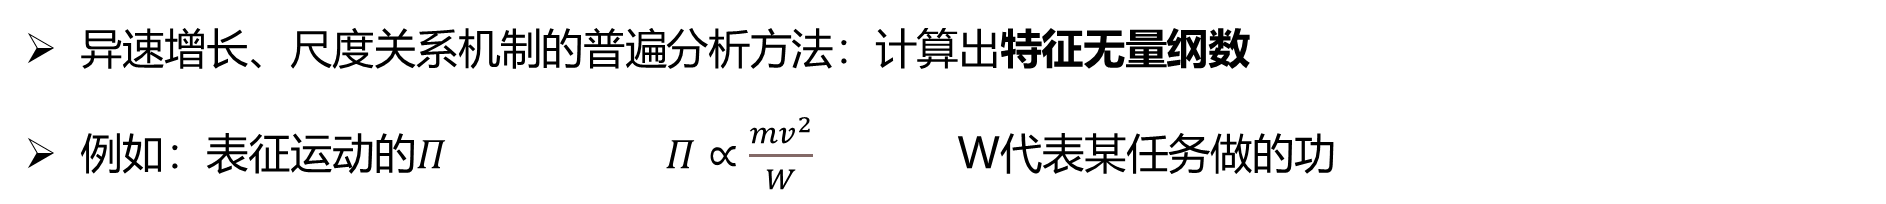 ➢ 异速增长、尺度关系机制的普遍分析方法：计算出特征无量纲数
➢ 例如：表征运动的𝛱 𝛱 ∝ mv²/W W代表某任务做的功